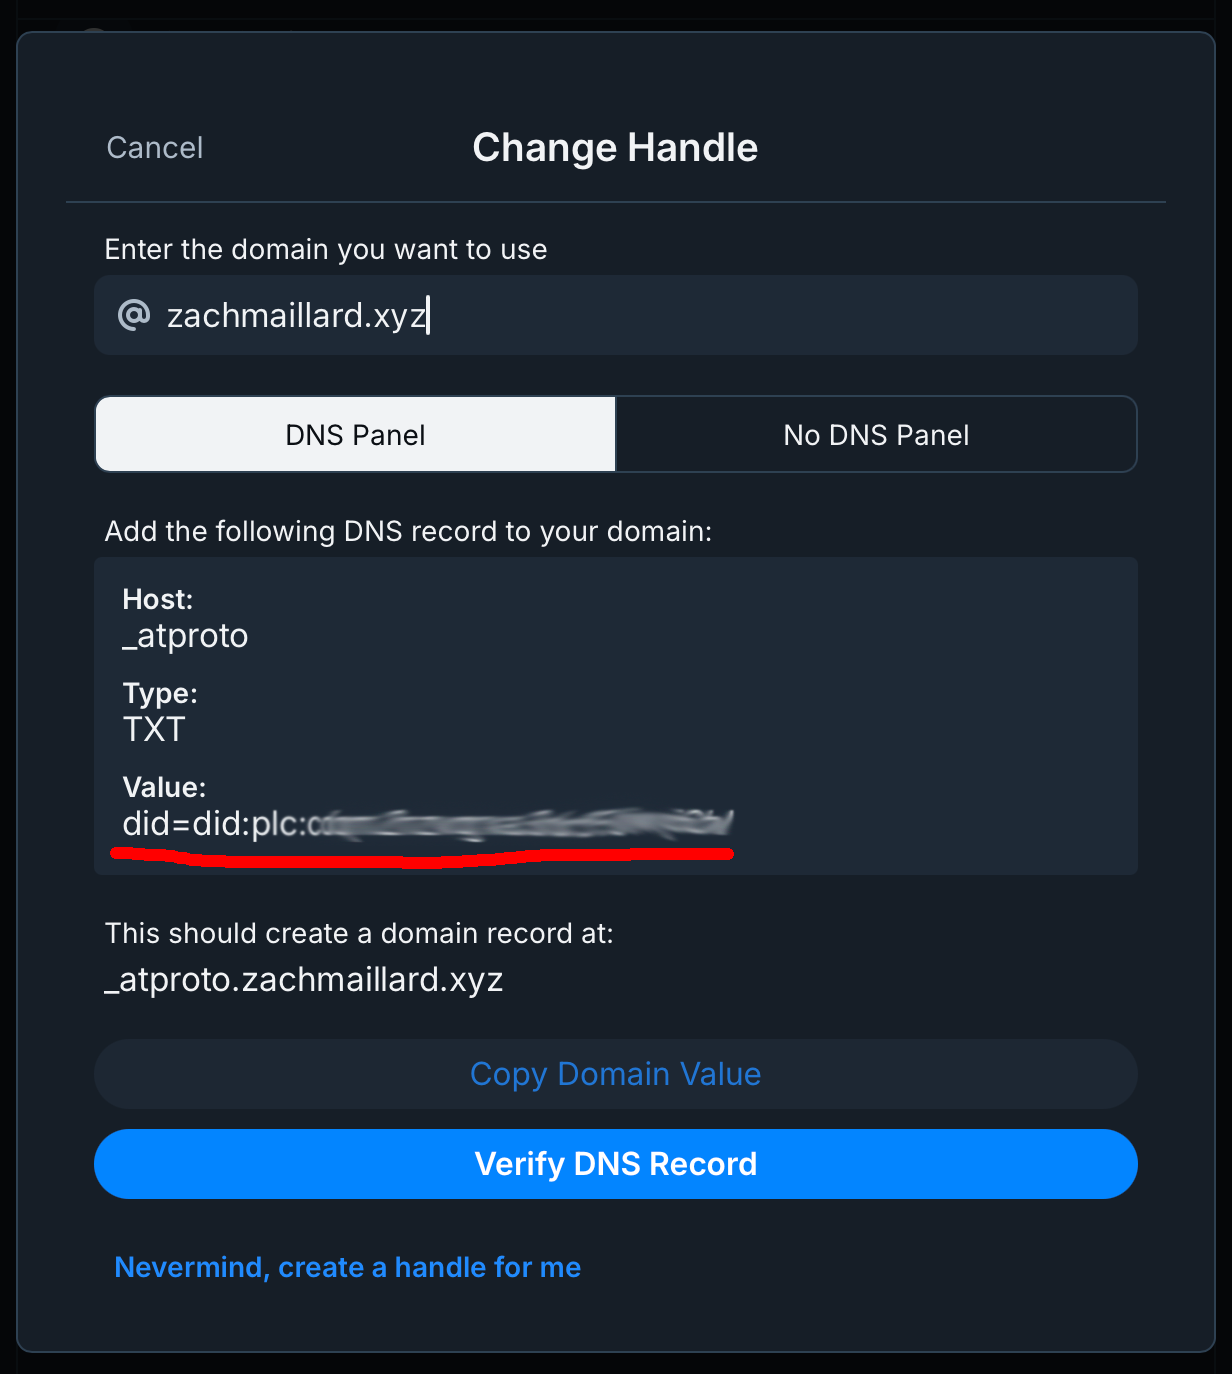 Cancel
Change Handle
Enter the domain you want to use
@ zachmaillard.xyz
DNS Panel
No DNS Panel
Add the following DNS record to your domain:
Host:
_atproto
Type:
TXT
Value:
did=did:plc:
This should create a domain record at:
_atproto.zachmaillard.xyz
Copy Domain Value
Verify DNS Record
Nevermind, create a handle for me